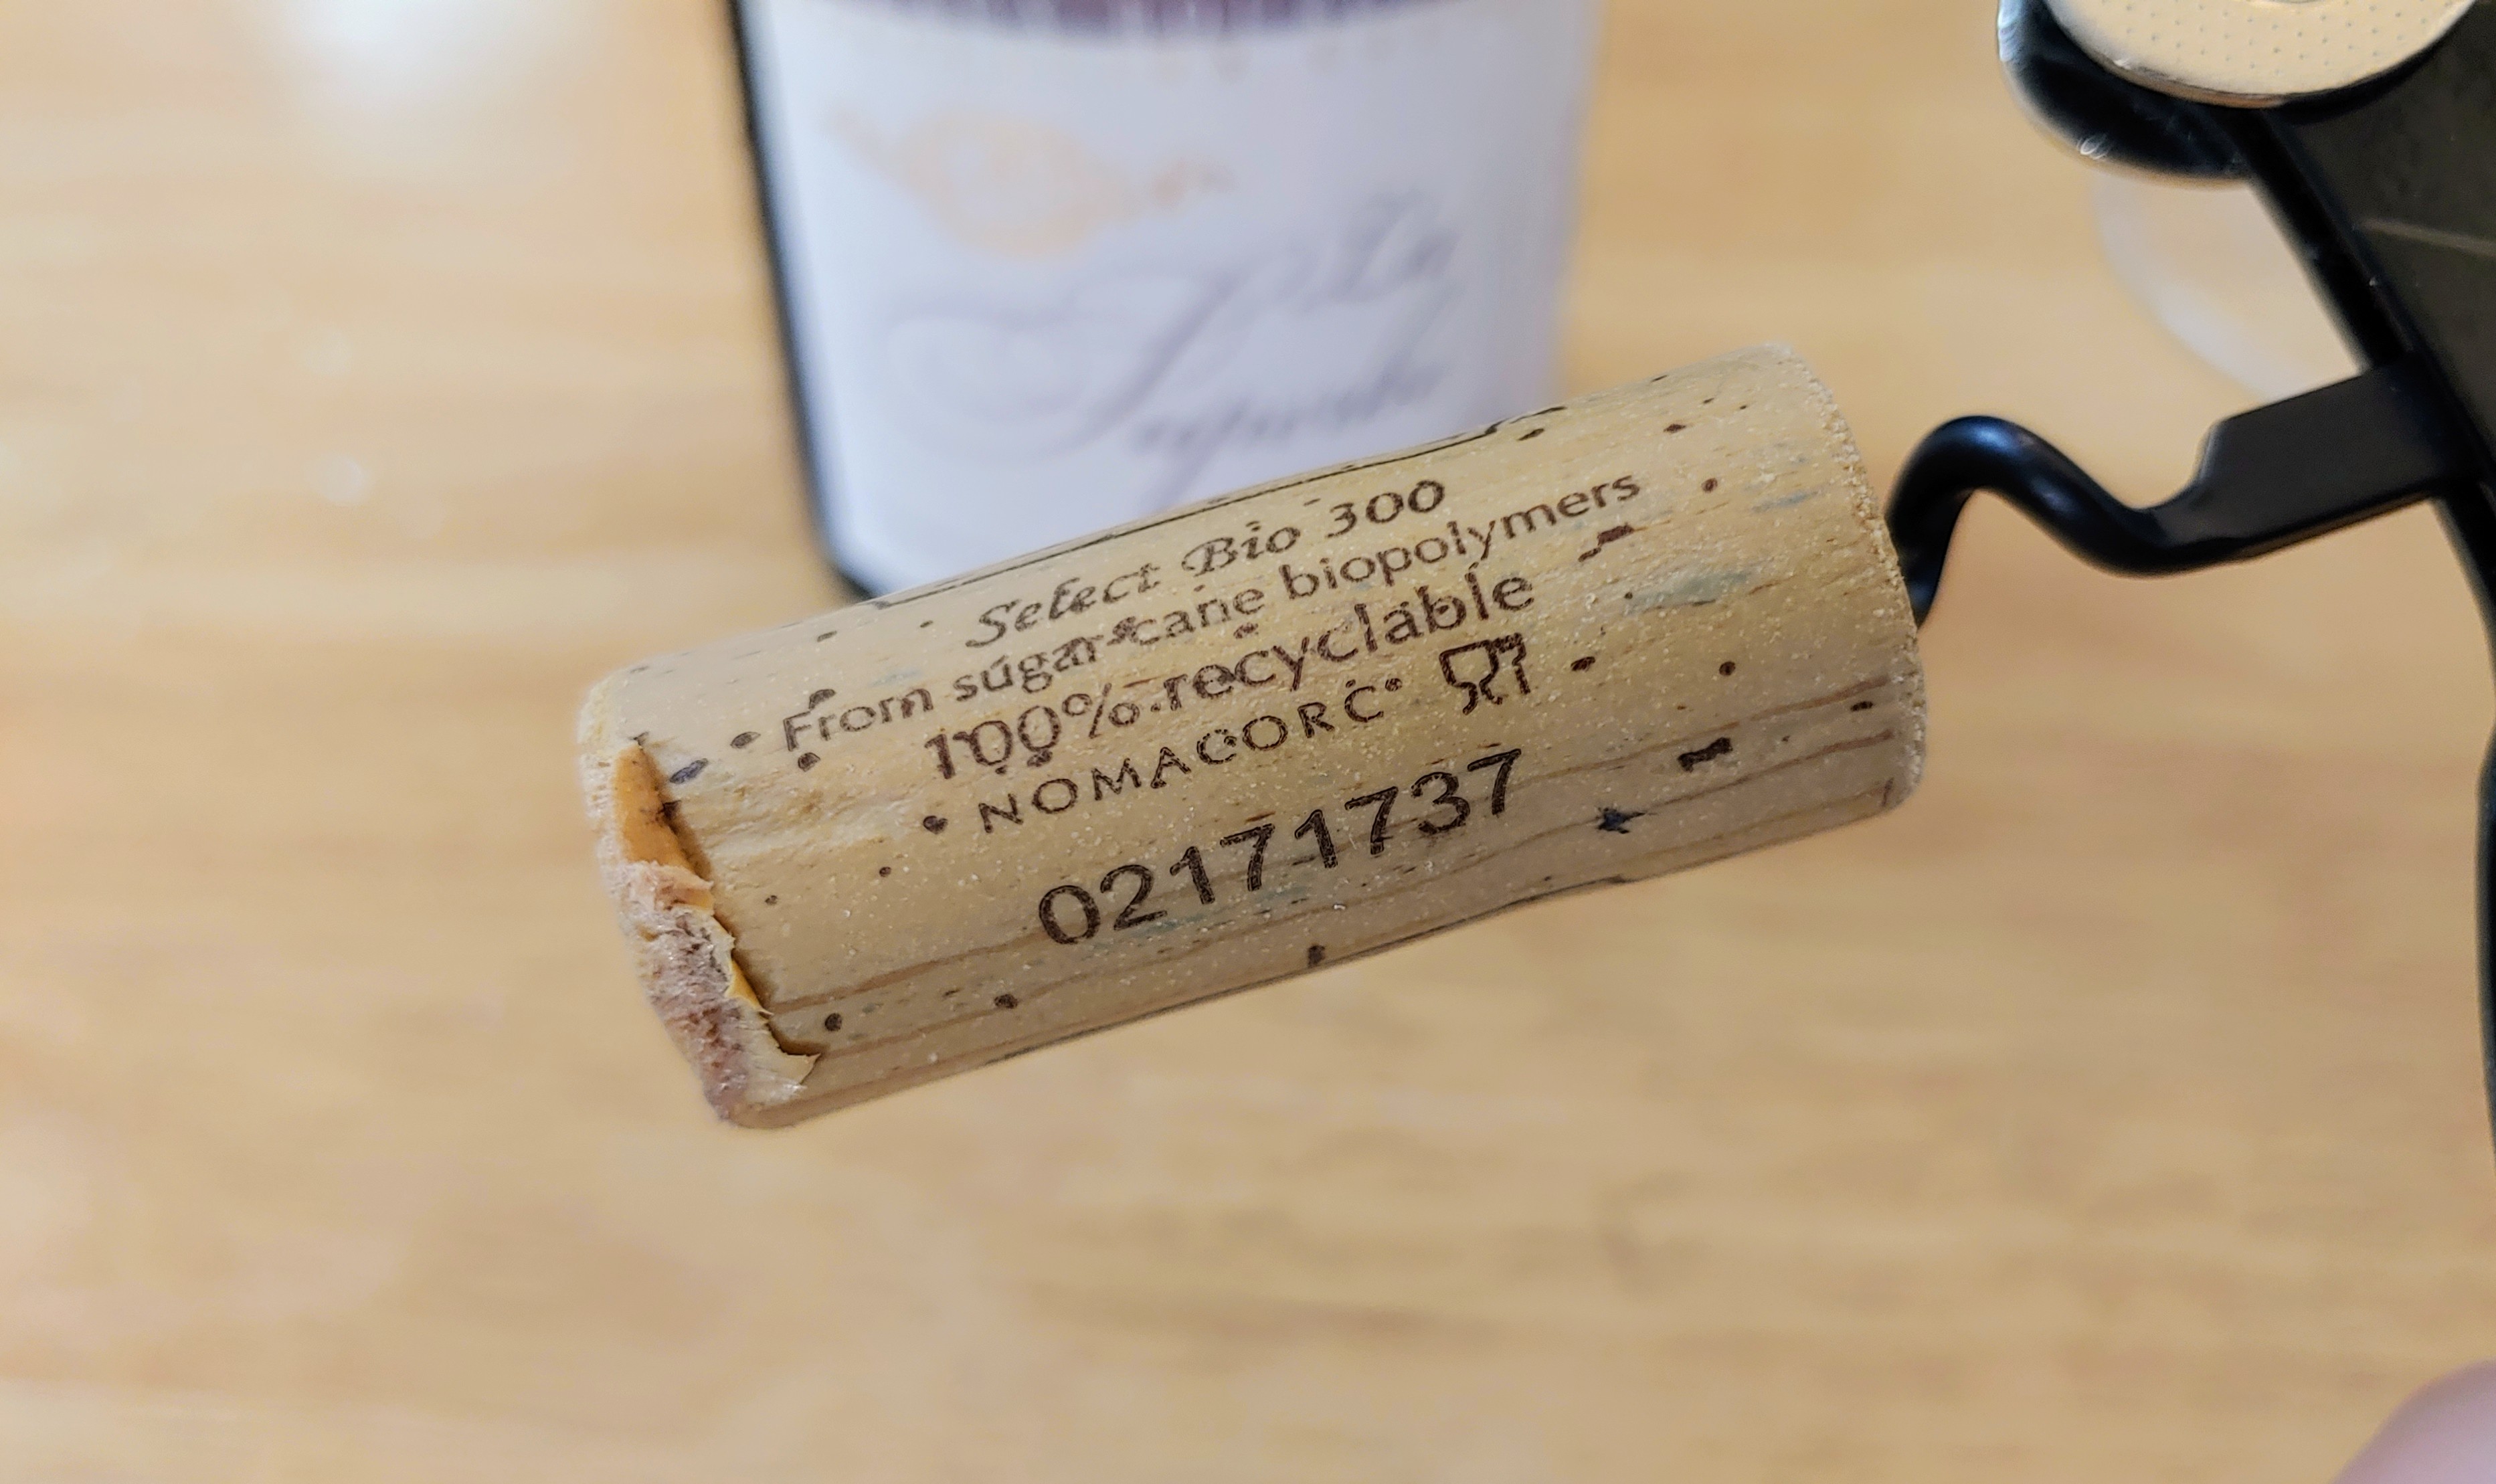 Select Bio 300
From sugar-cane biopolymers
100% recyclable
NOMACORC®
02171737